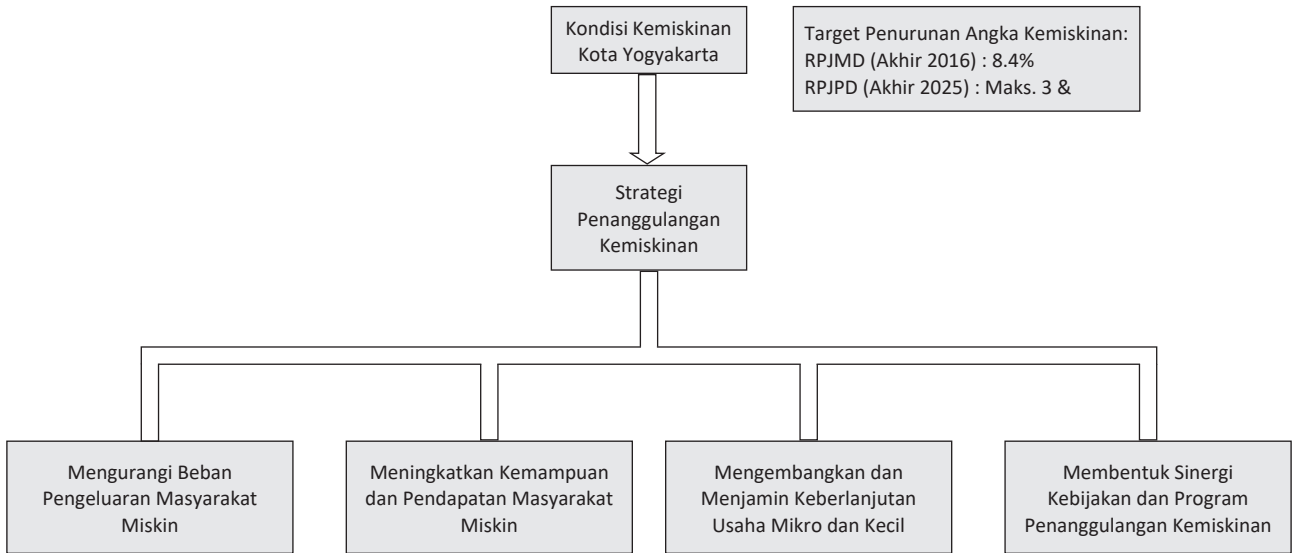 Kondisi Kemiskinan
Kota Yogyakarta
Target Penurunan Angka Kemiskinan:
RPJMD (Akhir 2016) : 8.4%
RPJPD (Akhir 2025) : Maks. 3 &
Strategi
Penanggulangan
Kemiskinan
Mengurangi Beban
Pengeluaran Masyarakat
Miskin
Meningkatkan Kemampuan
dan Pendapatan Masyarakat
Miskin
Mengembangkan dan
Menjamin Keberlanjutan
Usaha Mikro dan Kecil
Membentuk Sinergi
Kebijakan dan Program
Penanggulangan Kemiskinan